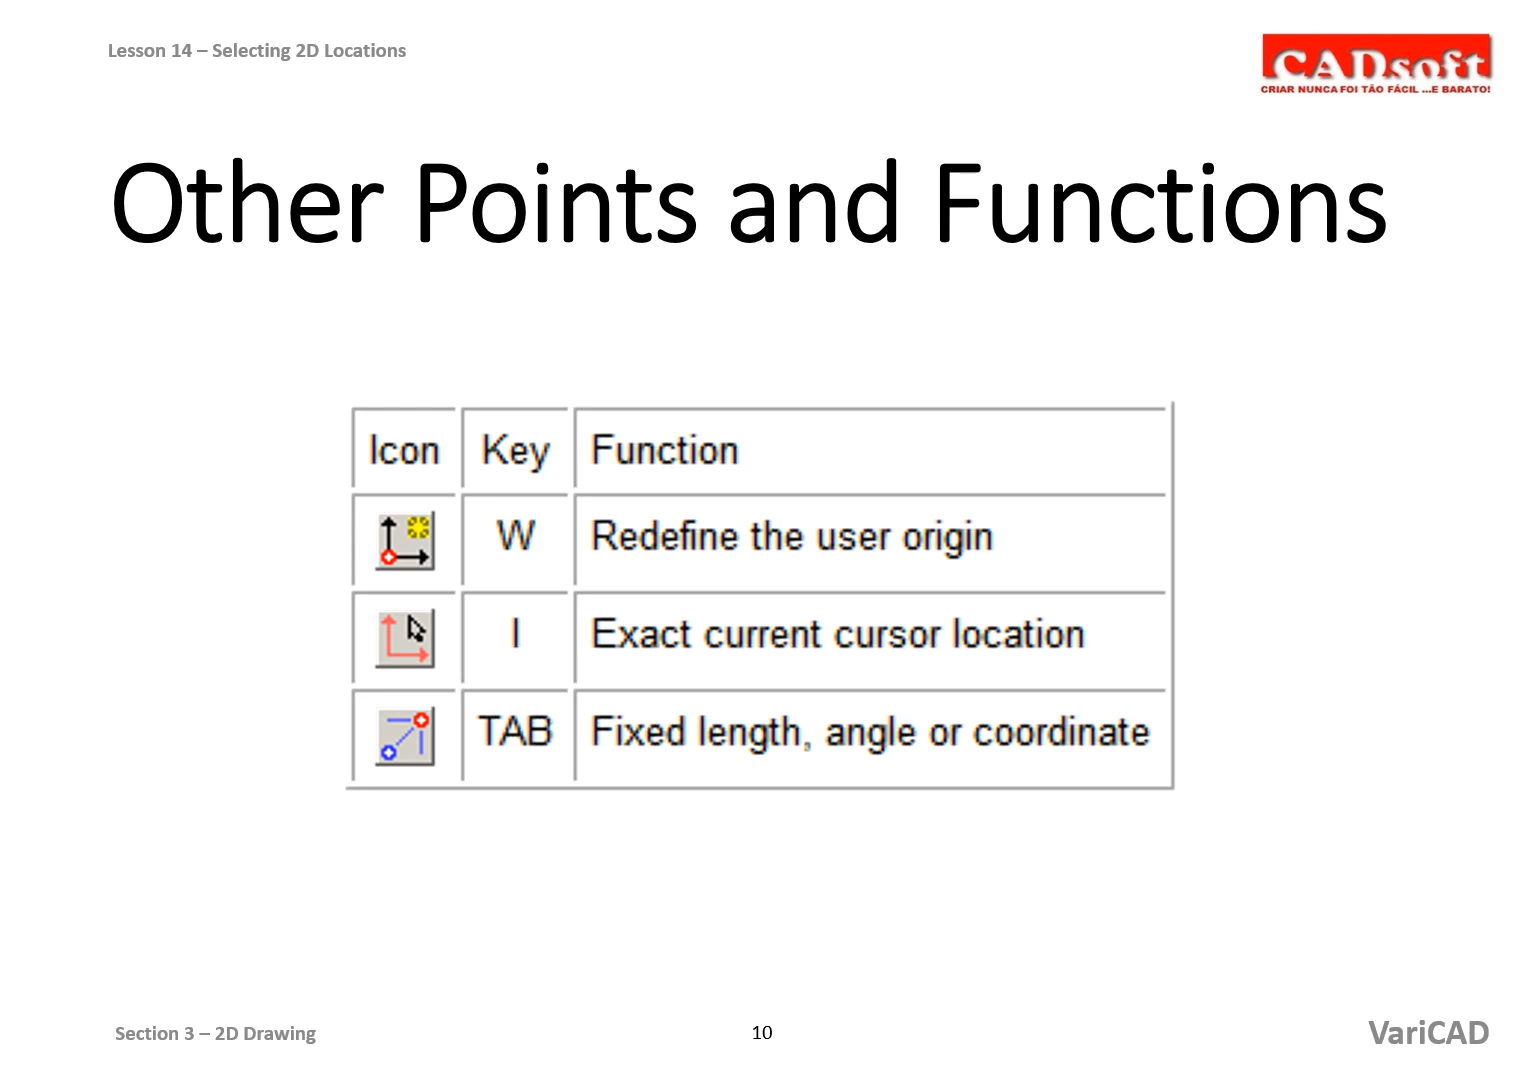 Lesson 14 – Selecting 2D Locations
CADsoft
CRIAR NUNCA FOI TÃO FÁCIL ...E BARATO!
Other Points and Functions
Icon Key Function
W Redefine the user origin
I Exact current cursor location
TAB Fixed length, angle or coordinate
Section 3 – 2D Drawing 10 VariCAD